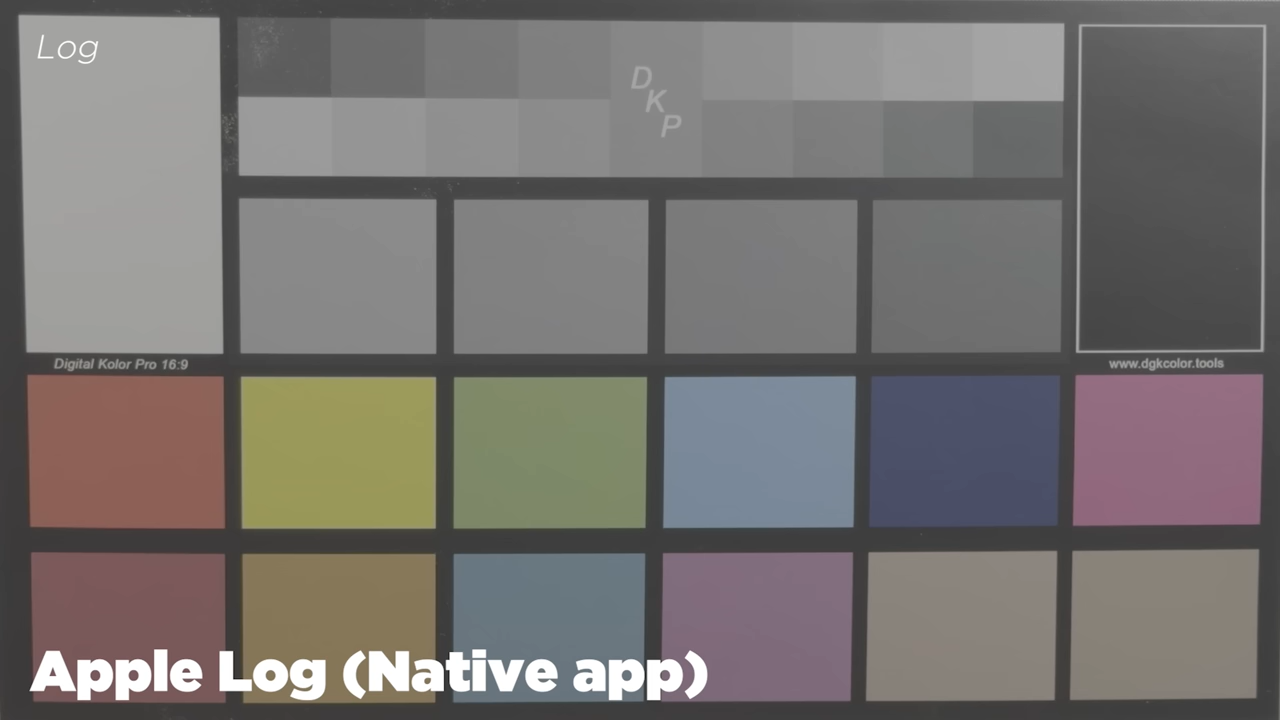 Log
D
K
P
Digital Kolor Pro 16:9
www.dgkcolor.tools
Apple Log (Native app)